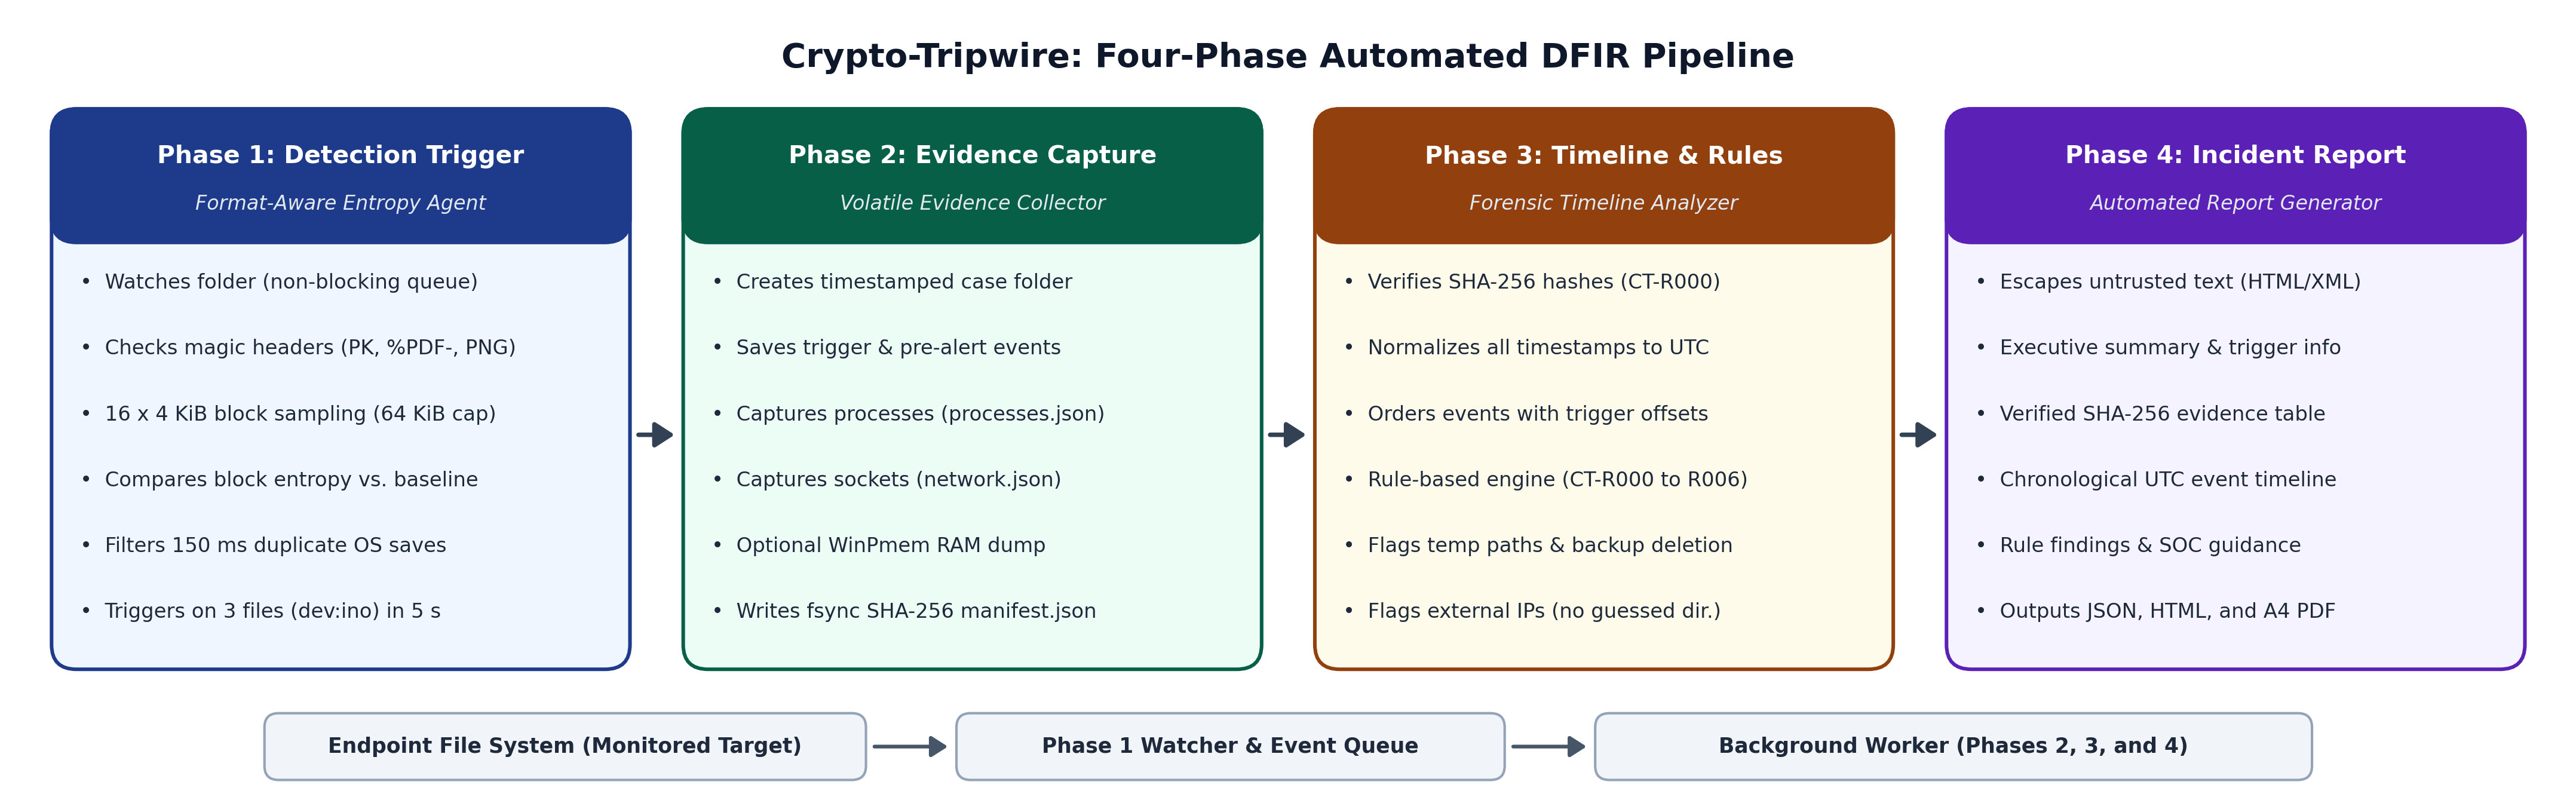 Crypto-Tripwire: Four-Phase Automated DFIR Pipeline
Phase 1: Detection Trigger
Format-Aware Entropy Agent
• Watches folder (non-blocking queue)
• Checks magic headers (PK, %PDF-, PNG)
• 16 x 4 KiB block sampling (64 KiB cap)
• Compares block entropy vs. baseline
• Filters 150 ms duplicate OS saves
• Triggers on 3 files (dev:ino) in 5 s
Phase 2: Evidence Capture
Volatile Evidence Collector
• Creates timestamped case folder
• Saves trigger & pre-alert events
• Captures processes (processes.json)
• Captures sockets (network.json)
• Optional WinPmem RAM dump
• Writes fsync SHA-256 manifest.json
Phase 3: Timeline & Rules
Forensic Timeline Analyzer
• Verifies SHA-256 hashes (CT-R000)
• Normalizes all timestamps to UTC
• Orders events with trigger offsets
• Rule-based engine (CT-R000 to R006)
• Flags temp paths & backup deletion
• Flags external IPs (no guessed dir.)
Phase 4: Incident Report
Automated Report Generator
• Escapes untrusted text (HTML/XML)
• Executive summary & trigger info
• Verified SHA-256 evidence table
• Chronological UTC event timeline
• Rule findings & SOC guidance
• Outputs JSON, HTML, and A4 PDF
Endpoint File System (Monitored Target)
Phase 1 Watcher & Event Queue
Background Worker (Phases 2, 3, and 4)